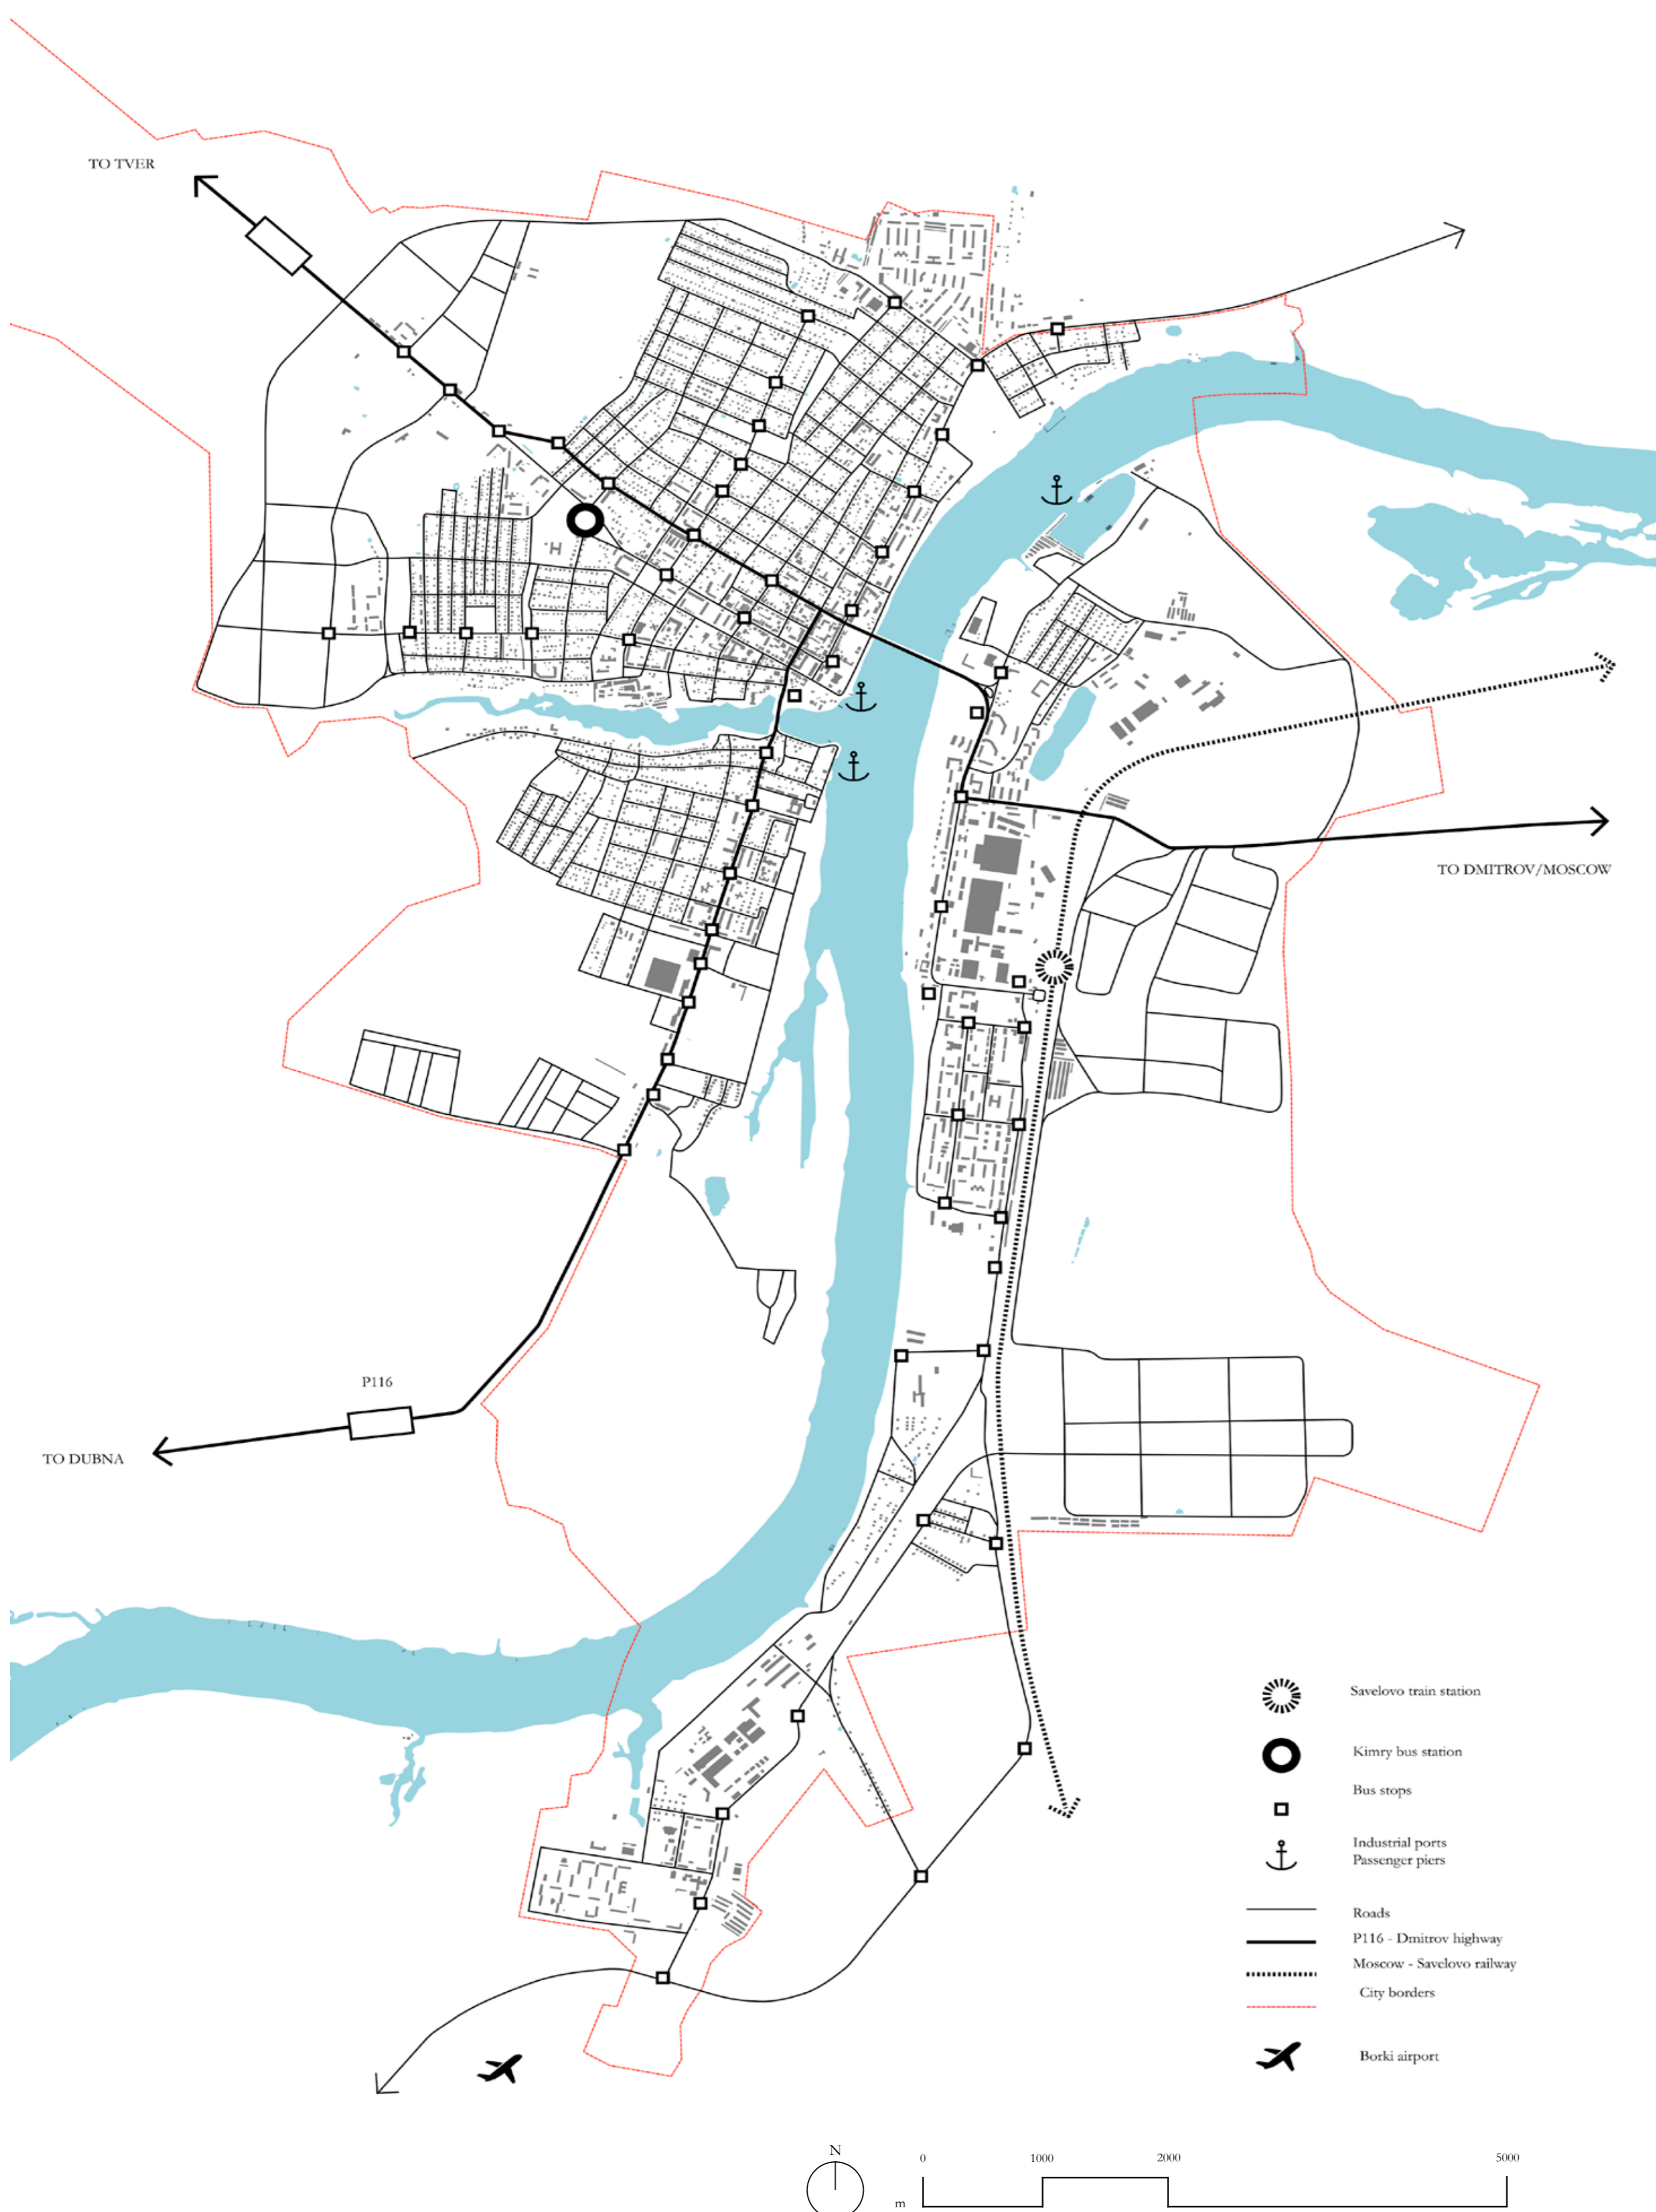 TO TVER
TO DMITROV/MOSCOW
P116
TO DUBNA
Savelovo train station
Kimry bus station
Bus stops
Industrial ports
Passenger piers
Roads
P116 - Dmitrov highway
Moscow - Savelovo railway
City borders
Borki airport
N
0 1000 2000 5000
m